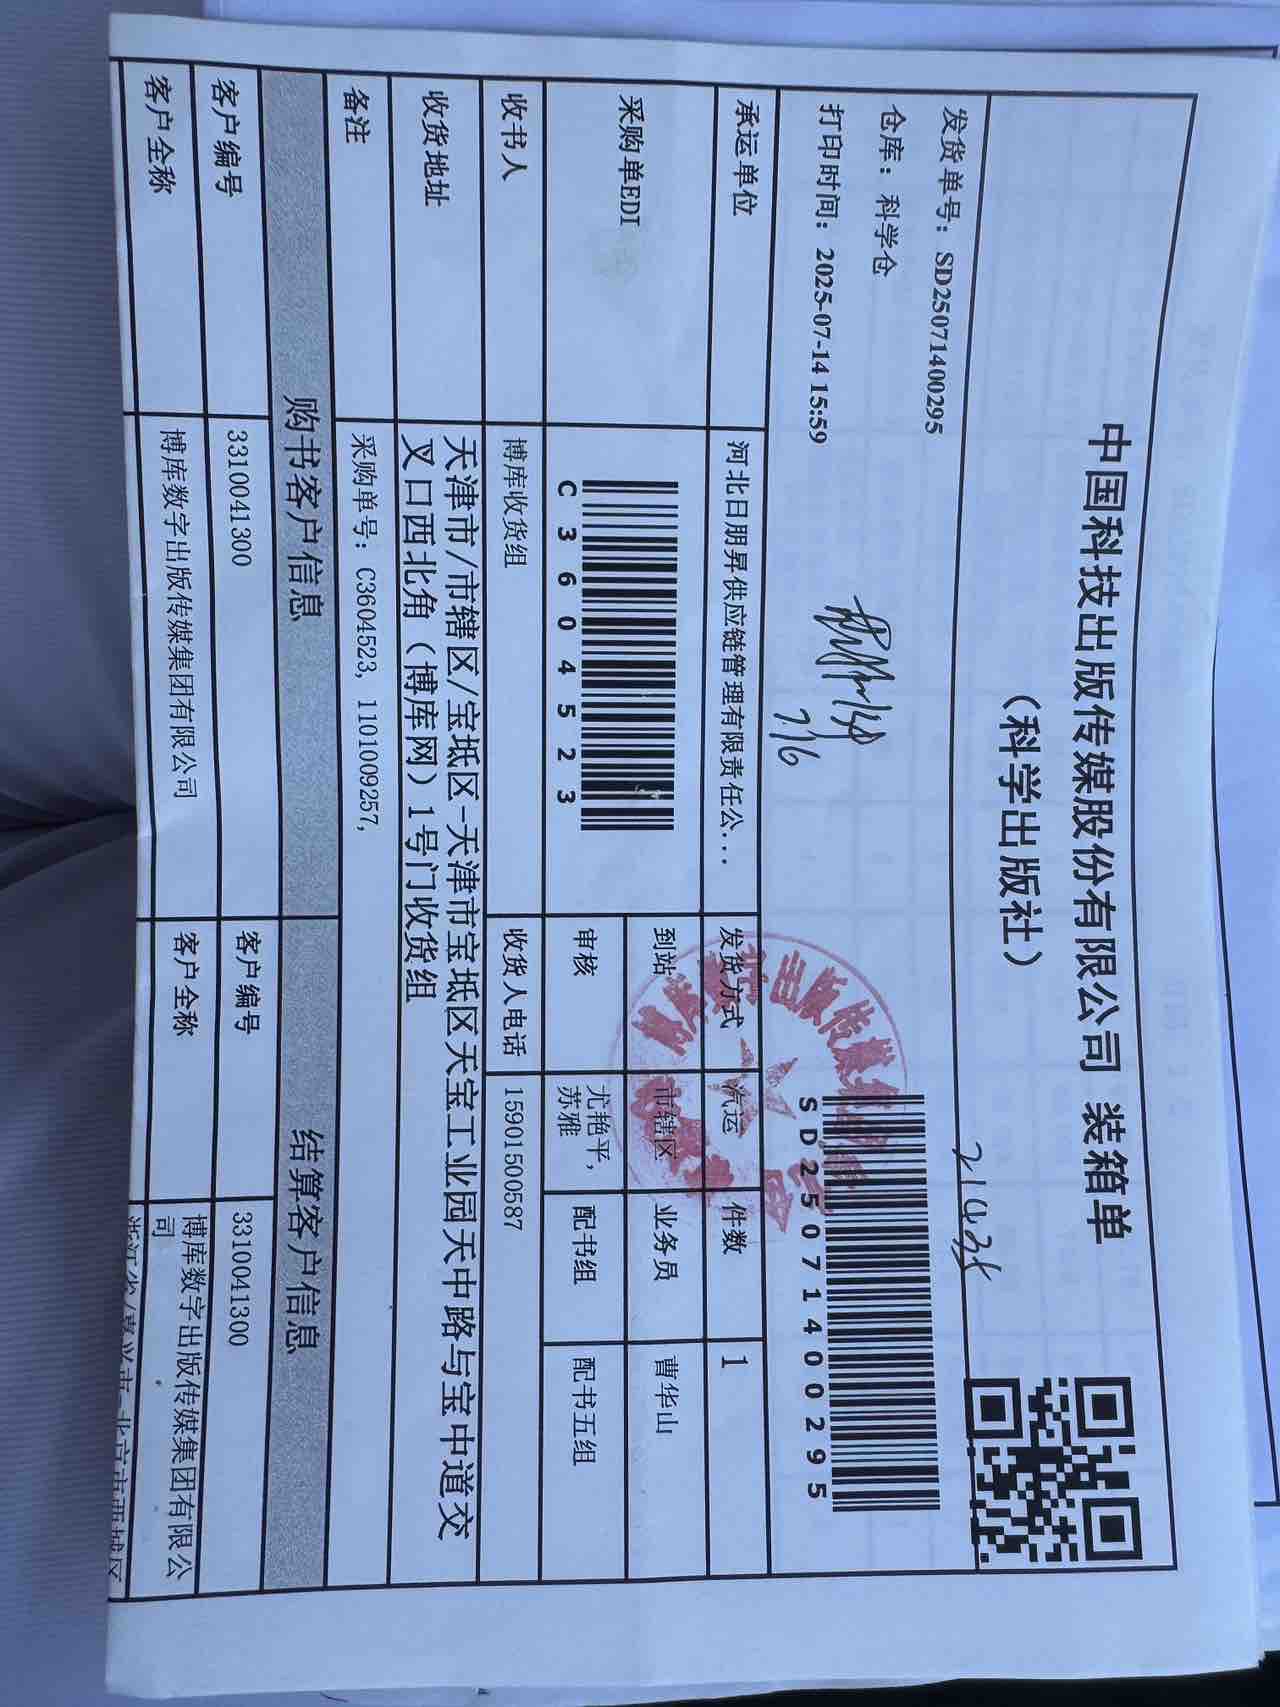 中国科技出版传媒股份有限公司 装箱单
（科学出版社）
发货单号：SD250714​00295
仓库：科学仓
打印时间：2025-07-14 15:59
7.16
SD25071400295
承运单位 河北日朋昇供应链管理有限责任公... 发货方式 汽运 件数 1
采购单EDI C3604523 到站 市辖区 业务员 曹华山
审核 尤艳平，苏雅 配书组 配书五组
收书人 博库收货组 收货人电话 15901500587
收货地址 天津市/市辖区/宝坻区-天津市宝坻区天宝工业园天中路与宝中道交
叉口西北角（博库网）1号门收货组
备注 采购单号：C3604523, 1101009257,
购书客户信息 结算客户信息
客户编号 3310041300 客户编号 3310041300
客户全称 博库数字出版传媒集团有限公司 客户全称 博库数字出版传媒集团有限公
司